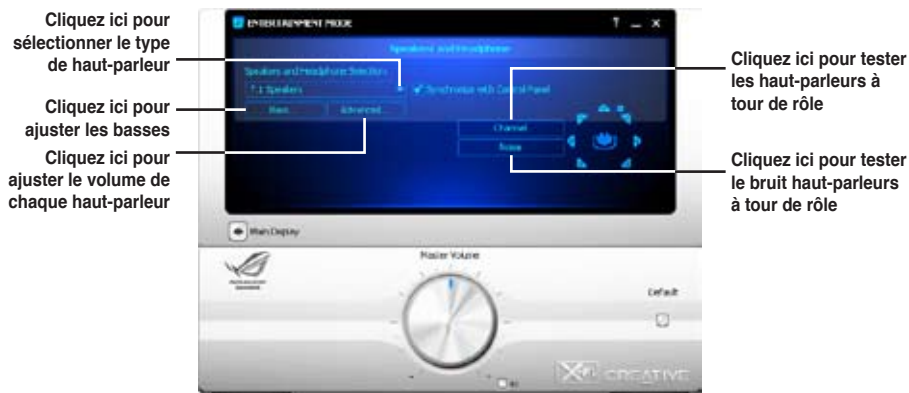 Cliquez ici pour
sélectionner le type
de haut-parleur
Cliquez ici pour
ajuster les basses
Cliquez ici pour
ajuster le volume de
chaque haut-parleur
ENTERTAINMENT MODE
? _ x
Speakers and Headphone
Speakers and Headphone Selection
7.1 Speakers
Synchronize with Control Panel
Bass...
Advanced...
Channel
Noise
Main Display
Master Volume
Default
CREATIVE
Cliquez ici pour tester
les haut-parleurs à
tour de rôle
Cliquez ici pour tester
le bruit haut-parleurs
à tour de rôle